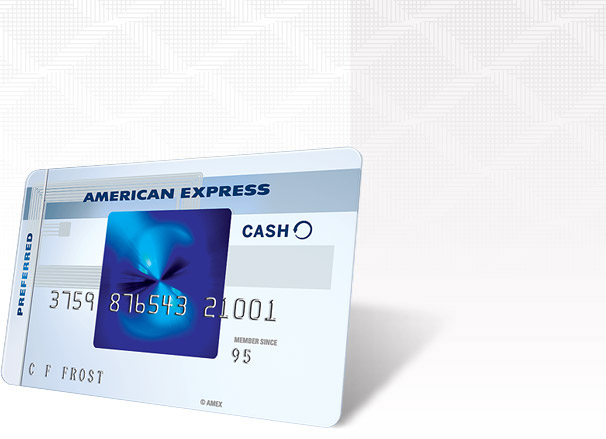 AMERICAN EXPRESS
CASH
PREFERRED
3759 876543 21001
MEMBER SINCE
95
C F FROST
© AMEX